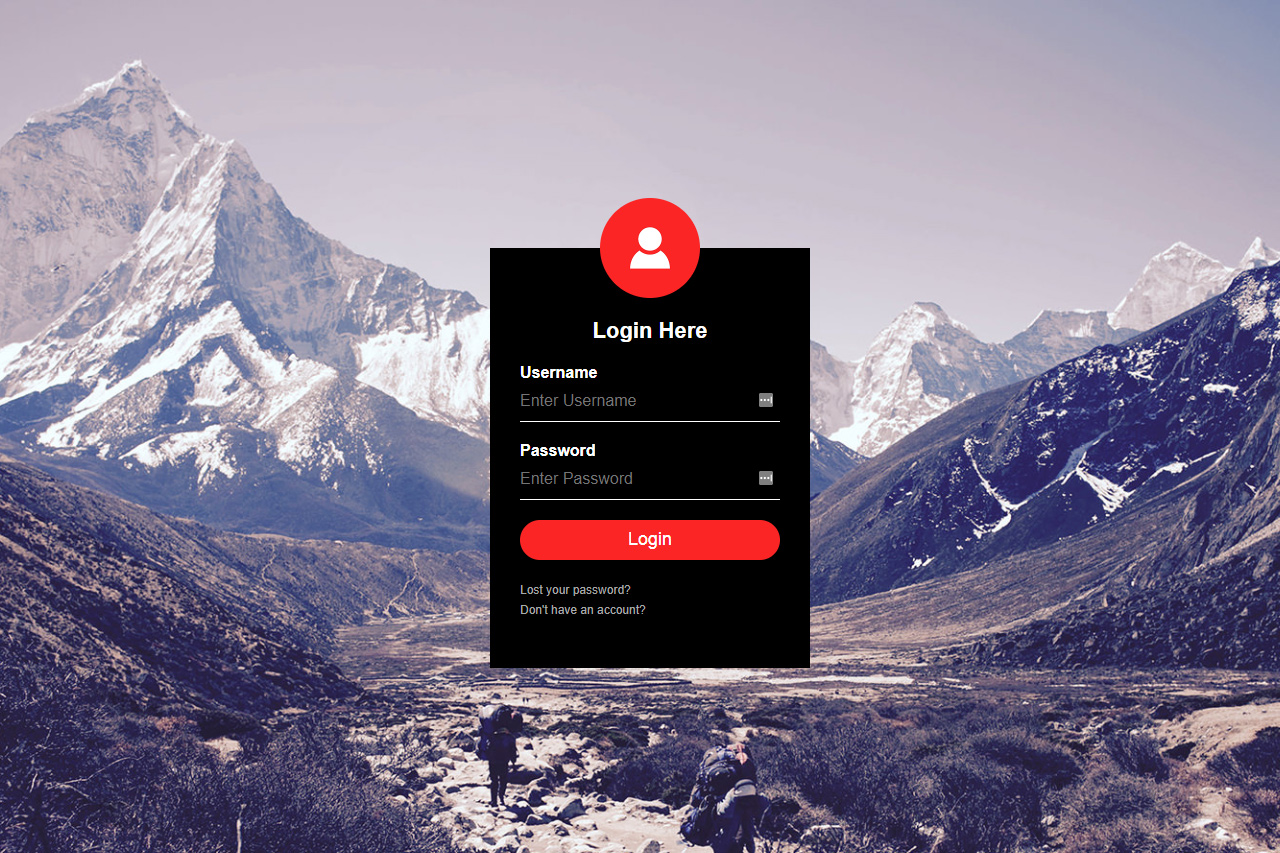 Login Here
Username
Enter Username
Password
Enter Password
Login
Lost your password?
Don't have an account?